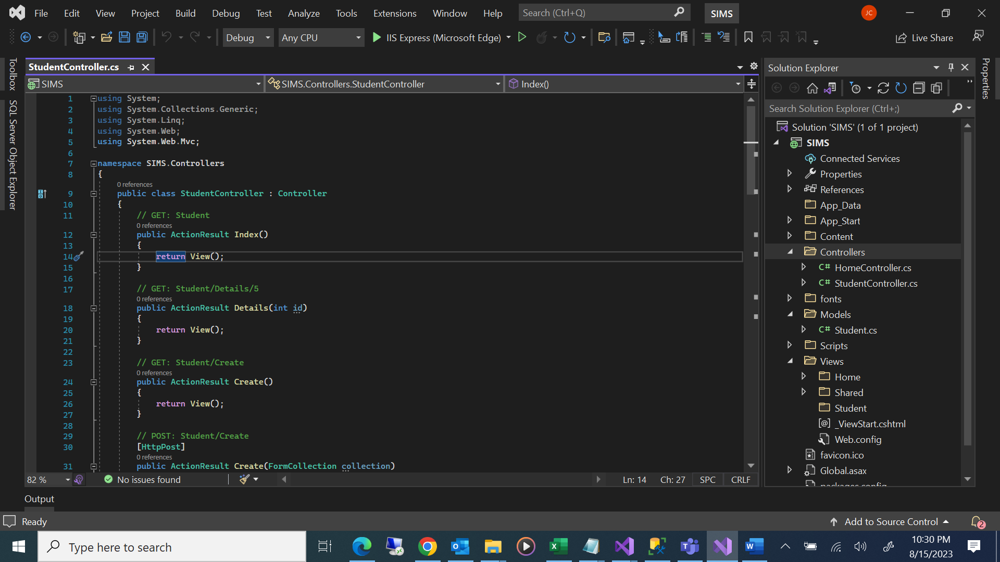 File Edit View Project Build Debug Test Analyze Tools Extensions Window Help Search (Ctrl+Q) SIMS JC
Debug Any CPU IIS Express (Microsoft Edge) Live Share
Toolbox
SQL Server Object Explorer
StudentController.cs
SIMS SIMS.Controllers.StudentController Index()
1 using System;
2 using System.Collections.Generic;
3 using System.Linq;
4 using System.Web;
5 using System.Web.Mvc;
6
7 namespace SIMS.Controllers
8 {
0 references
9 public class StudentController : Controller
10 {
11 // GET: Student
0 references
12 public ActionResult Index()
13 {
14 return View();
15 }
16
17 // GET: Student/Details/5
0 references
18 public ActionResult Details(int id)
19 {
20 return View();
21 }
22
23 // GET: Student/Create
0 references
24 public ActionResult Create()
25 {
26 return View();
27 }
28
29 // POST: Student/Create
30 [HttpPost]
0 references
31 public ActionResult Create(FormCollection collection)
82 % No issues found Ln: 14 Ch: 27 SPC CRLF
Solution Explorer
Search Solution Explorer (Ctrl+;)
Solution 'SIMS' (1 of 1 project)
SIMS
Connected Services
Properties
References
App_Data
App_Start
Content
Controllers
C# HomeController.cs
C# StudentController.cs
fonts
Models
C# Student.cs
Scripts
Views
Home
Shared
Student
[@] _ViewStart.cshtml
Web.config
favicon.ico
Global.asax
packages.config
Properties
Output
Ready Add to Source Control 2
Type here to search
10:30 PM
8/15/2023